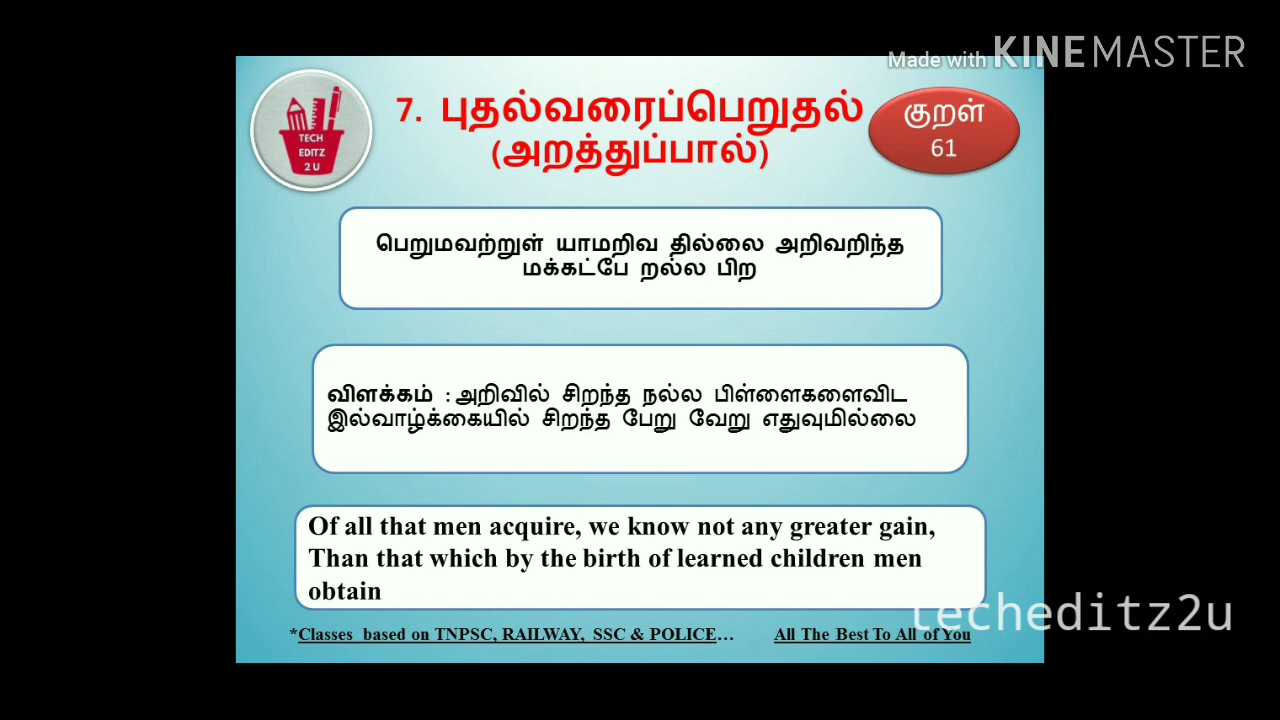 Made with KINEMASTER
TECH
EDITZ
2 U
7. புதல்வரைப்பெறுதல்
(அறத்துப்பால்)
குறள்
61
பெறுமவற்றுள் யாமறிவ தில்லை அறிவறிந்த
மக்கட்பே றல்ல பிற
விளக்கம் : அறிவில் சிறந்த நல்ல பிள்ளைகளைவிட
இல்வாழ்க்கையில் சிறந்த பேறு வேறு எதுவுமில்லை
Of all that men acquire, we know not any greater gain,
Than that which by the birth of learned children men
obtain
techeditz2u
*Classes based on TNPSC, RAILWAY, SSC & POLICE... All The Best To All of You